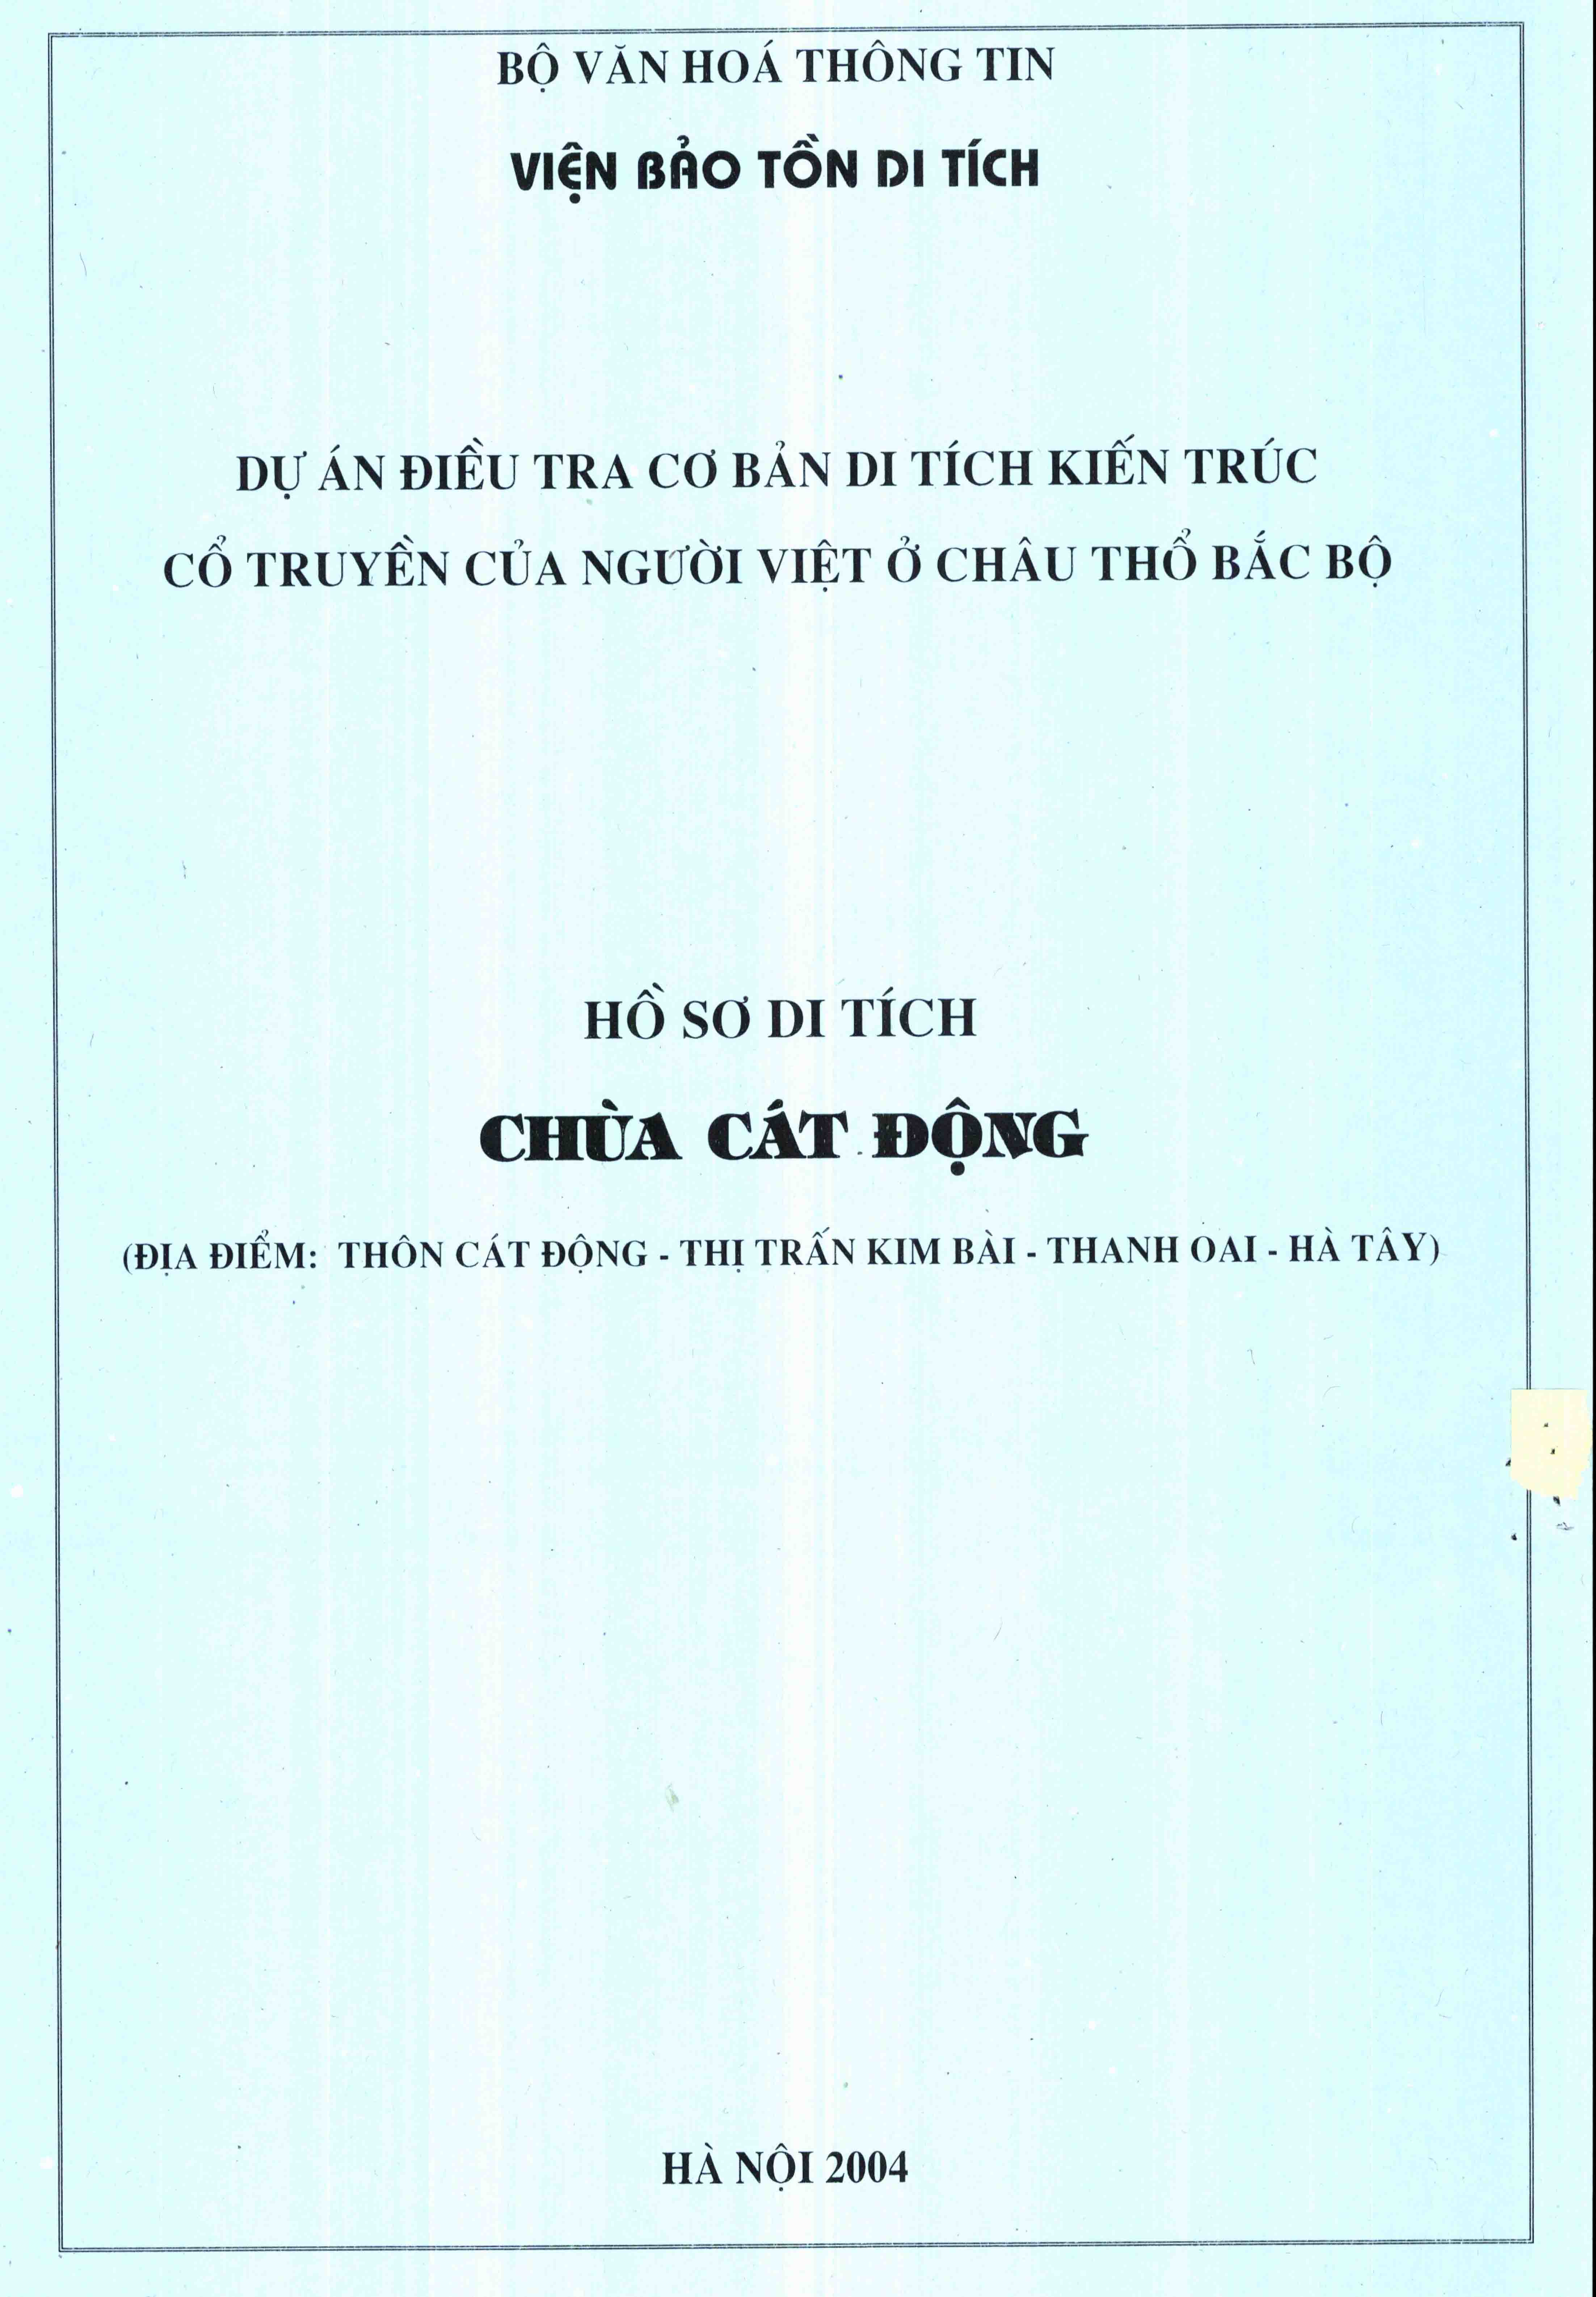 BỘ VĂN HOÁ THÔNG TIN
VIỆN BẢO TỒN DI TÍCH
DỰ ÁN ĐIỀU TRA CƠ BẢN DI TÍCH KIẾN TRÚC
CỔ TRUYỀN CỦA NGƯỜI VIỆT Ở CHÂU THỔ BẮC BỘ
HỒ SƠ DI TÍCH
CHÙA CÁT ĐỘNG
(ĐỊA ĐIỂM: THÔN CÁT ĐỘNG - THỊ TRẤN KIM BÀI - THANH OAI - HÀ TÂY)
HÀ NỘI 2004